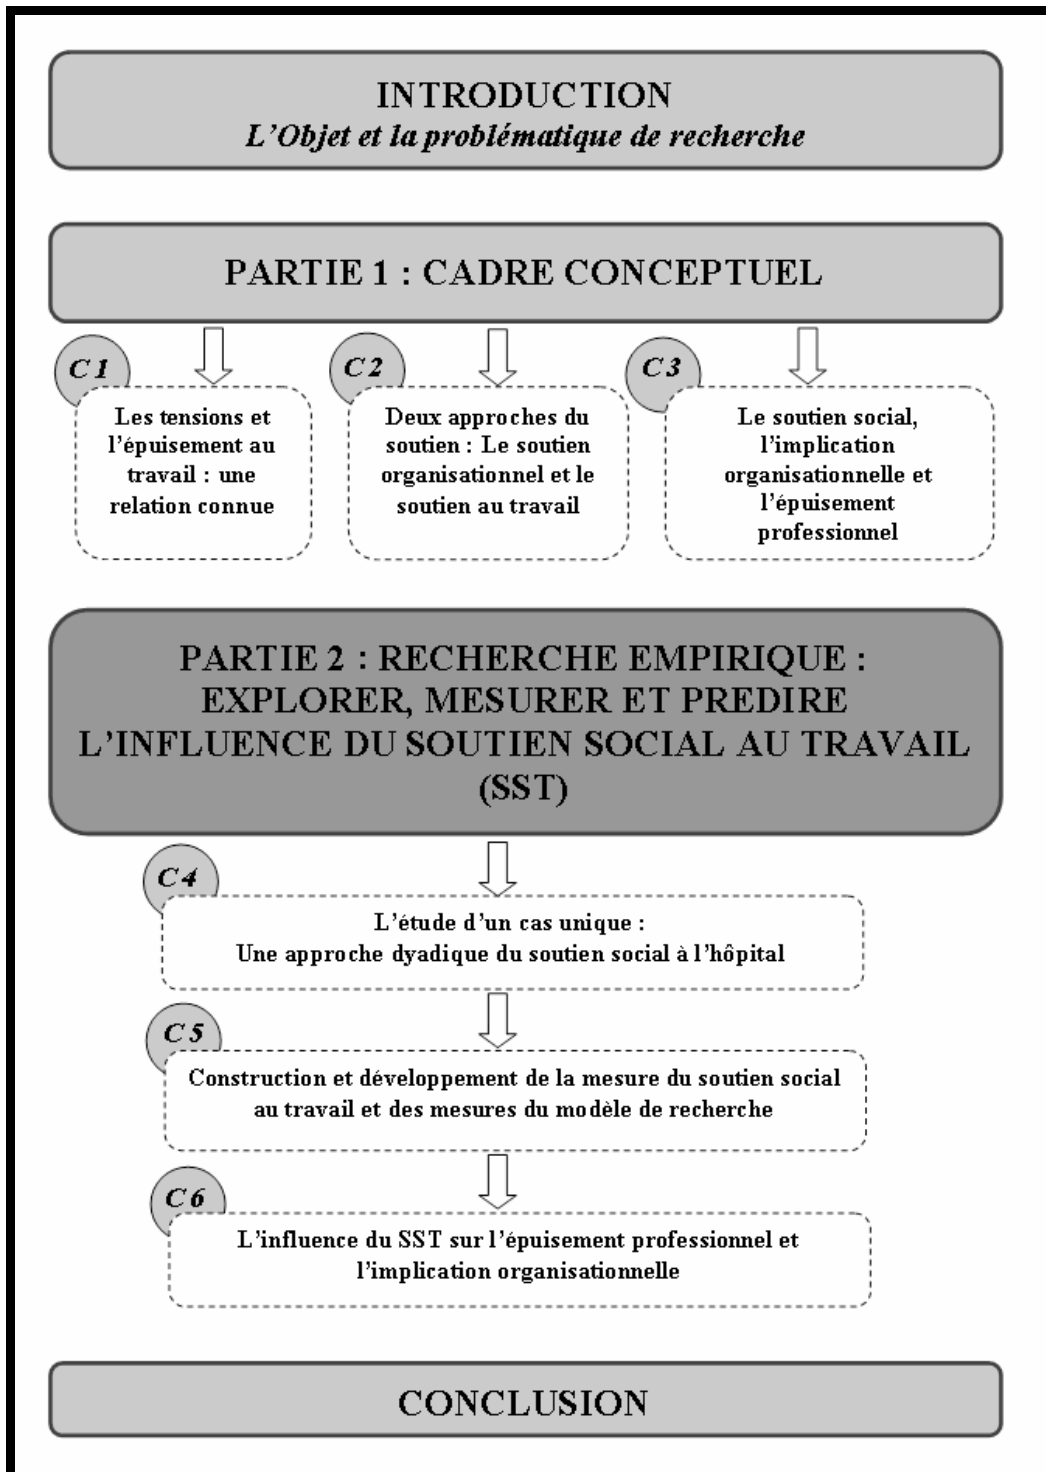 INTRODUCTION
L'Objet et la problématique de recherche
PARTIE 1 : CADRE CONCEPTUEL
C1
Les tensions et
l'épuisement au
travail : une
relation connue
C2
Deux approches du
soutien : Le soutien
organisationnel et le
soutien au travail
C3
Le soutien social,
l'implication
organisationnelle et
l'épuisement
professionnel
PARTIE 2 : RECHERCHE EMPIRIQUE :
EXPLORER, MESURER ET PREDIRE
L'INFLUENCE DU SOUTIEN SOCIAL AU TRAVAIL
(SST)
C4
L'étude d'un cas unique :
Une approche dyadique du soutien social à l'hôpital
C5
Construction et développement de la mesure du soutien social
au travail et des mesures du modèle de recherche
C6
L'influence du SST sur l'épuisement professionnel et
l'implication organisationnelle
CONCLUSION